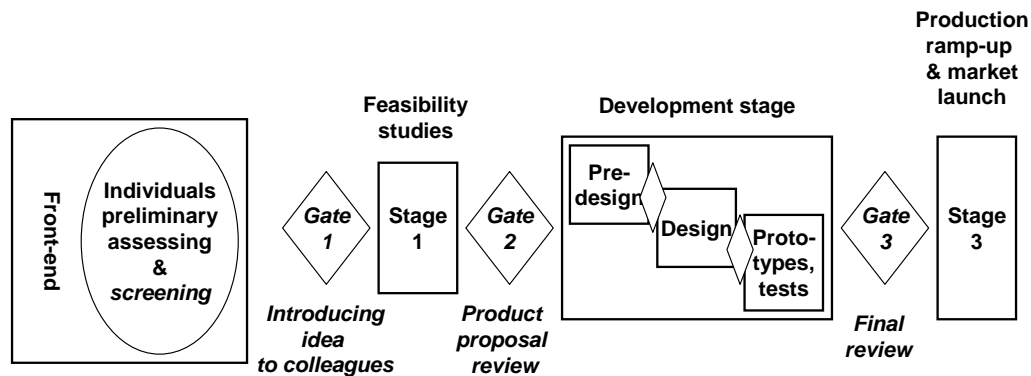 Front-end
Individuals
preliminary
assessing
&
screening
Gate
1
Introducing
idea
to colleagues
Feasibility
studies
Stage
1
Gate
2
Product
proposal
review
Development stage
Pre-
design
Design
Proto-
types,
tests
Gate
3
Final
review
Production
ramp-up
& market
launch
Stage
3